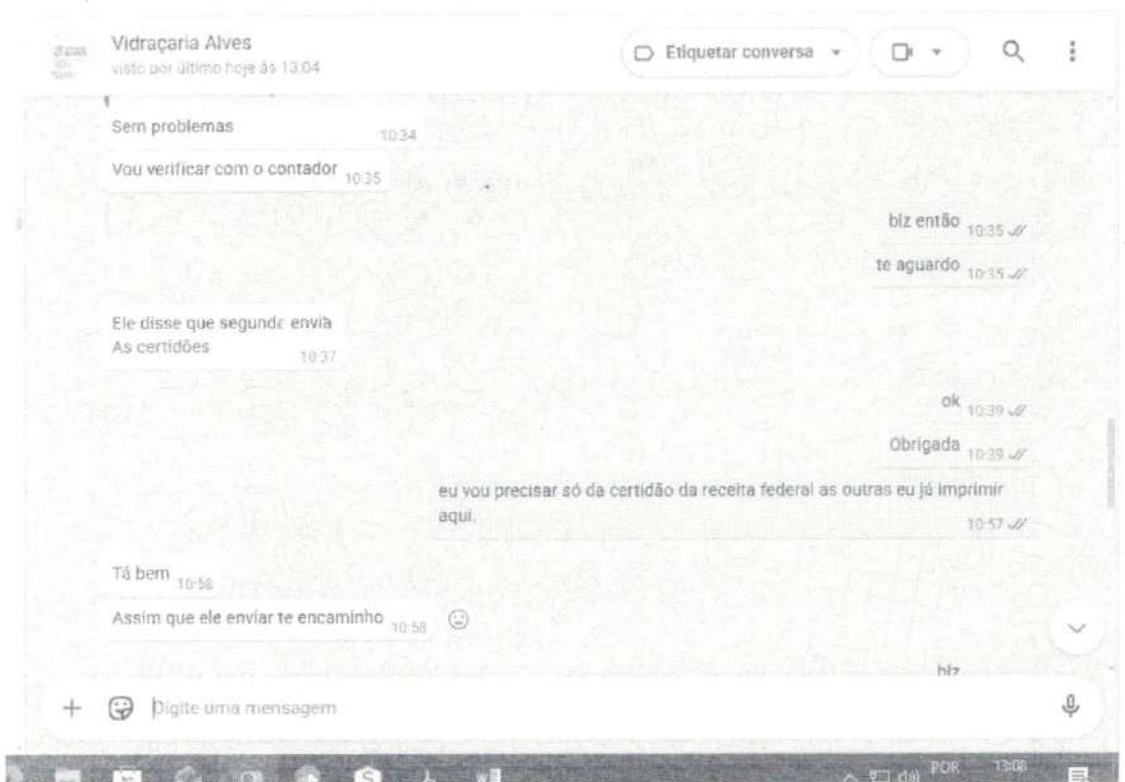 Vidraçaria Alves
visto por último hoje às 13:04
Etiquetar conversa
Sem problemas 10:34
Vou verificar com o contador 10:35
blz então 10:35
te aguardo 10:35
Ele disse que segunda envia
As certidões 10:37
ok 10:39
Obrigada 10:39
eu vou precisar só da certidão da receita federal as outras eu já imprimir
aqui. 10:57
Tá bem 10:58
Assim que ele enviar te encaminho 10:58
blz
Digite uma mensagem
POR 13:08